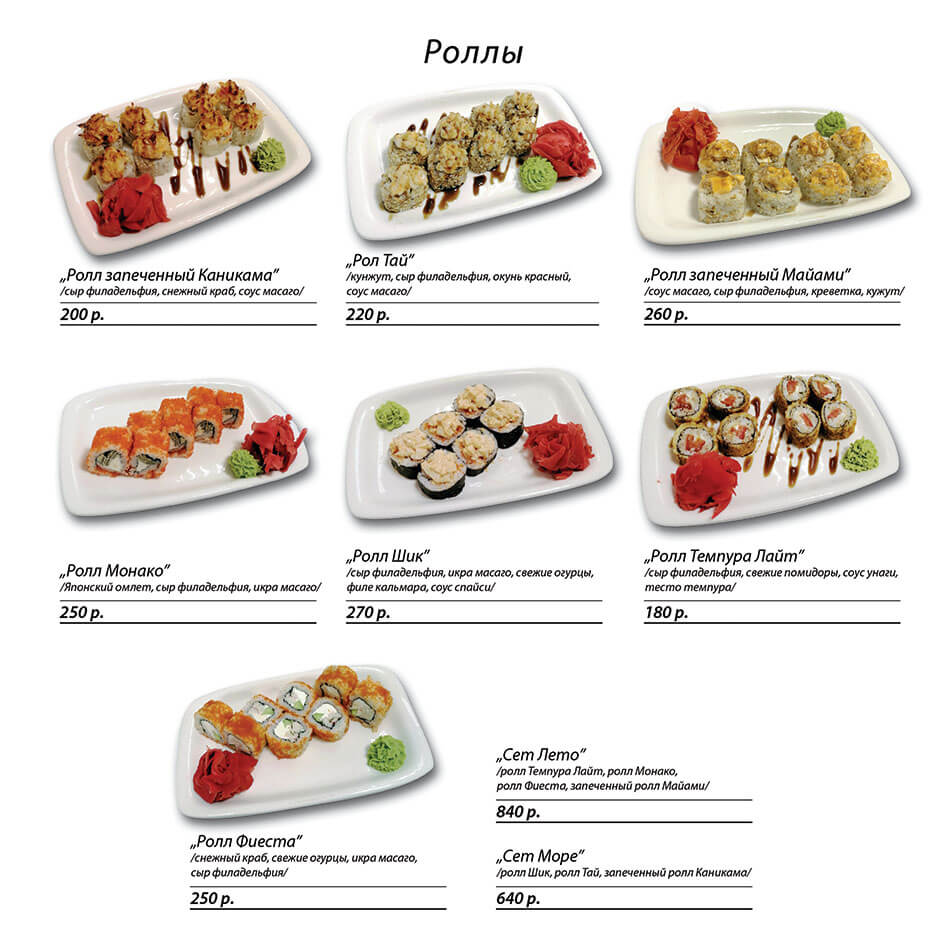 Роллы
„Ролл запеченный Каникама”
/сыр филадельфия, снежный краб, соус масаго/
200 р.
„Рол Тай”
/кунжут, сыр филадельфия, окунь красный,
соус масаго/
220 р.
„Ролл запеченный Майами”
/соус масаго, сыр филадельфия, креветка, кужут/
260 р.
„Ролл Монако”
/Японский омлет, сыр филадельфия, икра масаго/
250 р.
„Ролл Шик”
/сыр филадельфия, икра масаго, свежие огурцы,
филе кальмара, соус спайси/
270 р.
„Ролл Темпура Лайт”
/сыр филадельфия, свежие помидоры, соус унаги,
тесто темпура/
180 р.
„Ролл Фиеста”
/снежный краб, свежие огурцы, икра масаго,
сыр филадельфия/
250 р.
„Сет Лето”
/ролл Темпура Лайт, ролл Монако,
ролл Фиеста, запеченный ролл Майами/
840 р.
„Сет Море”
/ролл Шик, ролл Тай, запеченный ролл Каникама/
640 р.